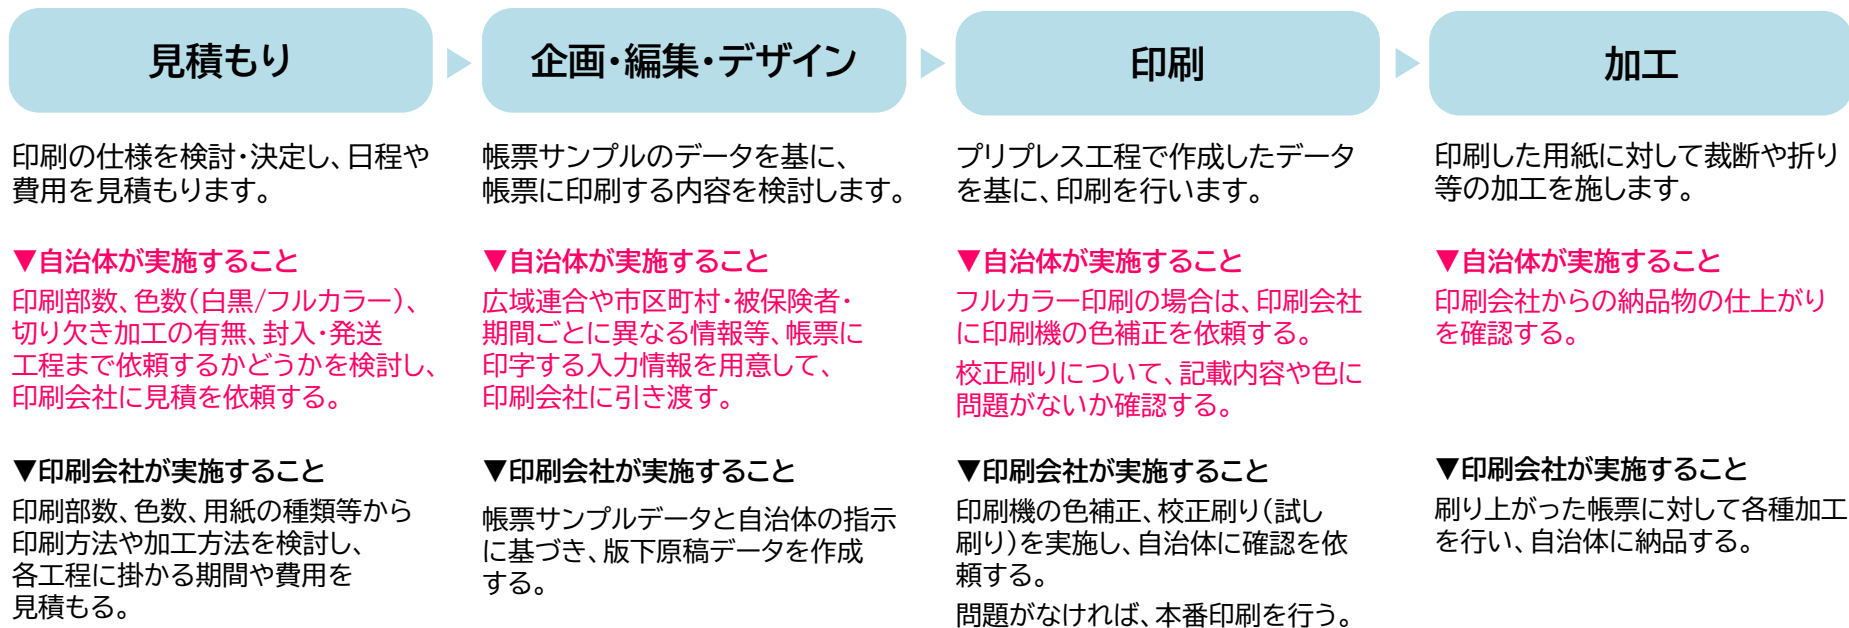 見積もり
印刷の仕様を検討・決定し、日程や
費用を見積もります。
▼自治体が実施すること
印刷部数、色数(白黒/フルカラー)、
切り欠き加工の有無、封入・発送
工程まで依頼するかどうかを検討し、
印刷会社に見積を依頼する。
▼印刷会社が実施すること
印刷部数、色数、用紙の種類等から
印刷方法や加工方法を検討し、
各工程に掛かる期間や費用を
見積もる。
企画・編集・デザイン
帳票サンプルのデータを基に、
帳票に印刷する内容を検討します。
▼自治体が実施すること
広域連合や市区町村・被保険者・
期間ごとに異なる情報等、帳票に
印字する入力情報を用意して、
印刷会社に引き渡す。
▼印刷会社が実施すること
帳票サンプルデータと自治体の指示
に基づき、版下原稿データを作成
する。
印刷
プリプレス工程で作成したデータ
を基に、印刷を行います。
▼自治体が実施すること
フルカラー印刷の場合は、印刷会社
に印刷機の色補正を依頼する。
校正刷りについて、記載内容や色に
問題がないか確認する。
▼印刷会社が実施すること
印刷機の色補正、校正刷り(試し
刷り)を実施し、自治体に確認を依
頼する。
問題がなければ、本番印刷を行う。
加工
印刷した用紙に対して裁断や折り
等の加工を施します。
▼自治体が実施すること
印刷会社からの納品物の仕上がり
を確認する。
▼印刷会社が実施すること
刷り上がった帳票に対して各種加工
を行い、自治体に納品する。